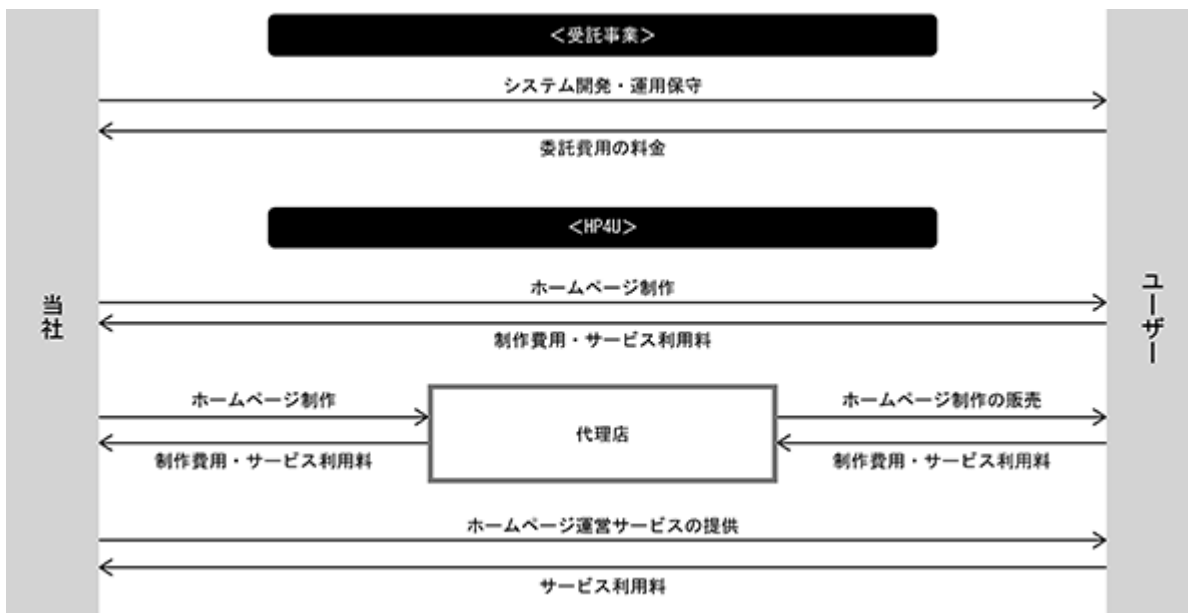 ＜受託事業＞
システム開発・運用保守
委託費用の料金
＜HP4U＞
当社
ユーザー
ホームページ制作
制作費用・サービス利用料
ホームページ制作
ホームページ制作の販売
代理店
制作費用・サービス利用料
制作費用・サービス利用料
ホームページ運営サービスの提供
サービス利用料